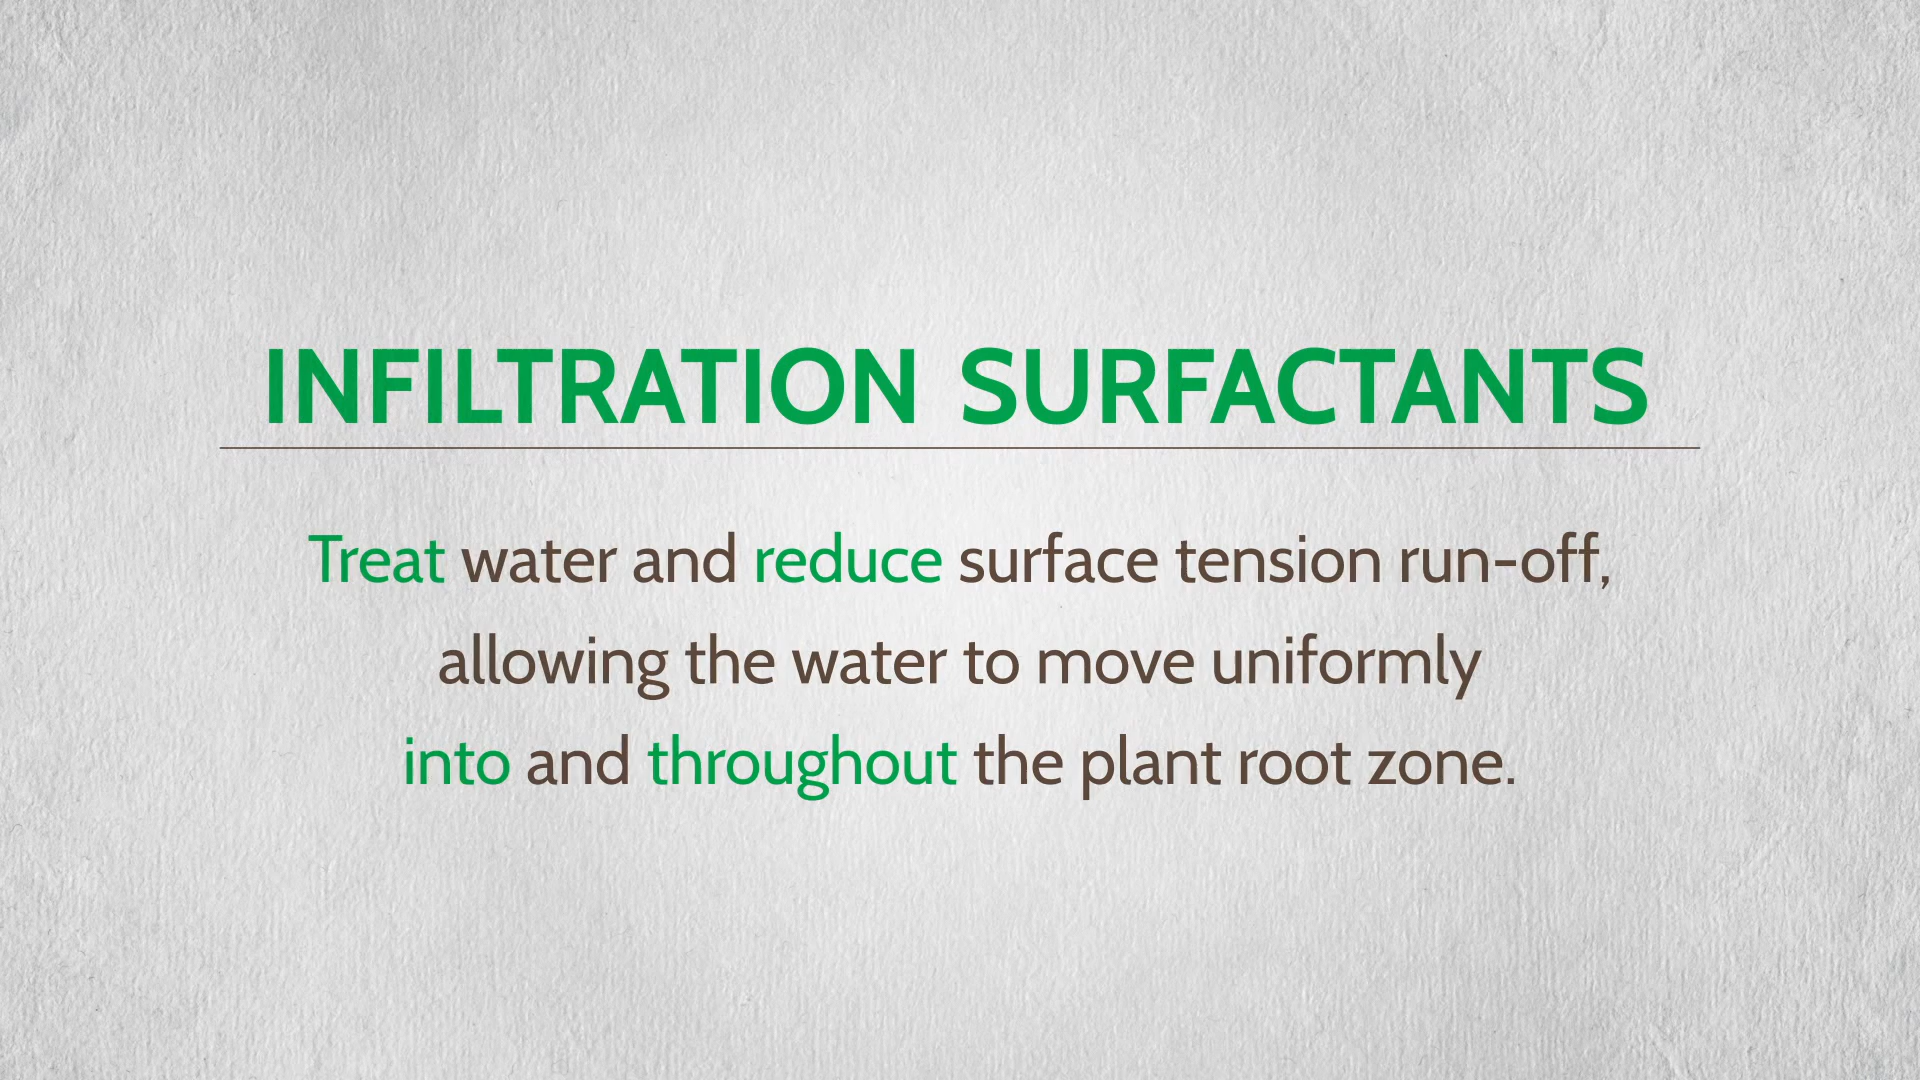 INFILTRATION SURFACTANTS
Treat water and reduce surface tension run-off,
allowing the water to move uniformly
into and throughout the plant root zone.